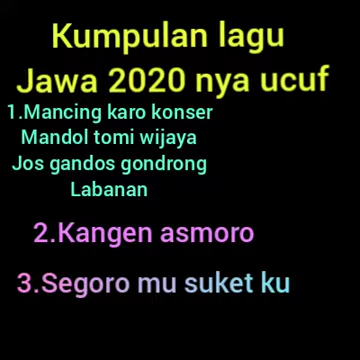 Kumpulan lagu
Jawa 2020 nya ucuf
1.Mancing karo konser
Mandol tomi wijaya
Jos gandos gondrong
Labanan
2.Kangen asmoro
3.Segoro mu suket ku